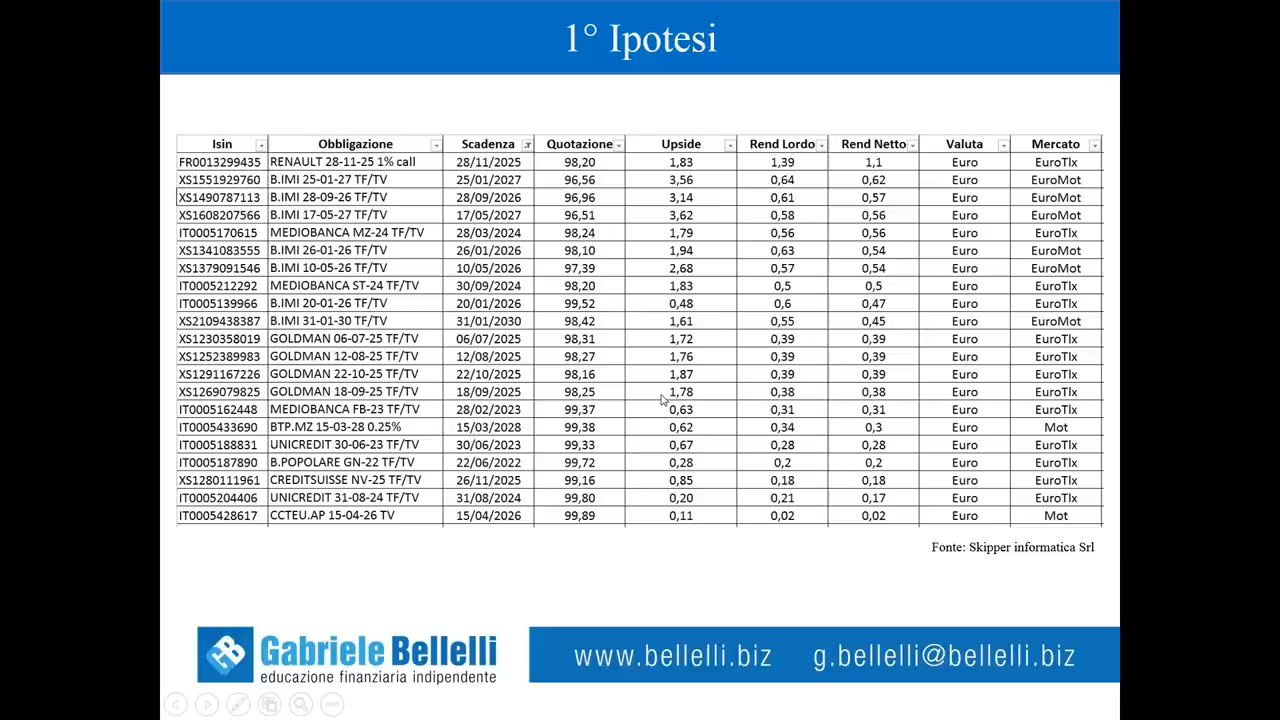 1° Ipotesi
Isin Obbligazione Scadenza Quotazione Upside Rend Lordo Rend Netto Valuta Mercato
FR0013299435 RENAULT 28-11-25 1% call 28/11/2025 98,20 1,83 1,39 1,1 Euro EuroTlx
XS1551929760 B.IMI 25-01-27 TF/TV 25/01/2027 96,56 3,56 0,64 0,62 Euro EuroMot
XS1490787113 B.IMI 28-09-26 TF/TV 28/09/2026 96,96 3,14 0,61 0,57 Euro EuroMot
XS1608207566 B.IMI 17-05-27 TF/TV 17/05/2027 96,51 3,62 0,58 0,56 Euro EuroMot
IT0005170615 MEDIOBANCA MZ-24 TF/TV 28/03/2024 98,24 1,79 0,56 0,56 Euro EuroTlx
XS1341083555 B.IMI 26-01-26 TF/TV 26/01/2026 98,10 1,94 0,63 0,54 Euro EuroMot
XS1379091546 B.IMI 10-05-26 TF/TV 10/05/2026 97,39 2,68 0,57 0,54 Euro EuroMot
IT0005212292 MEDIOBANCA ST-24 TF/TV 30/09/2024 98,20 1,83 0,5 0,5 Euro EuroTlx
IT0005139966 B.IMI 20-01-26 TF/TV 20/01/2026 99,52 0,48 0,6 0,47 Euro EuroTlx
XS2109438387 B.IMI 31-01-30 TF/TV 31/01/2030 98,42 1,61 0,55 0,45 Euro EuroMot
XS1230358019 GOLDMAN 06-07-25 TF/TV 06/07/2025 98,31 1,72 0,39 0,39 Euro EuroTlx
XS1252389983 GOLDMAN 12-08-25 TF/TV 12/08/2025 98,27 1,76 0,39 0,39 Euro EuroTlx
XS1291167226 GOLDMAN 22-10-25 TF/TV 22/10/2025 98,16 1,87 0,39 0,39 Euro EuroTlx
XS1269079825 GOLDMAN 18-09-25 TF/TV 18/09/2025 98,25 1,78 0,38 0,38 Euro EuroTlx
IT0005162448 MEDIOBANCA FB-23 TF/TV 28/02/2023 99,37 0,63 0,31 0,31 Euro EuroTlx
IT0005433690 BTP.MZ 15-03-28 0.25% 15/03/2028 99,38 0,62 0,34 0,3 Euro Mot
IT0005188831 UNICREDIT 30-06-23 TF/TV 30/06/2023 99,33 0,67 0,28 0,28 Euro EuroTlx
IT0005187890 B.POPOLARE GN-22 TF/TV 22/06/2022 99,72 0,28 0,2 0,2 Euro EuroTlx
XS1280111961 CREDITSUISSE NV-25 TF/TV 26/11/2025 99,16 0,85 0,18 0,18 Euro EuroTlx
IT0005204406 UNICREDIT 31-08-24 TF/TV 31/08/2024 99,80 0,20 0,21 0,17 Euro EuroTlx
IT0005428617 CCTEU.AP 15-04-26 TV 15/04/2026 99,89 0,11 0,02 0,02 Euro Mot
Fonte: Skipper informatica Srl
Gabriele Bellelli
educazione finanziaria indipendente
www.bellelli.biz g.bellelli@bellelli.biz